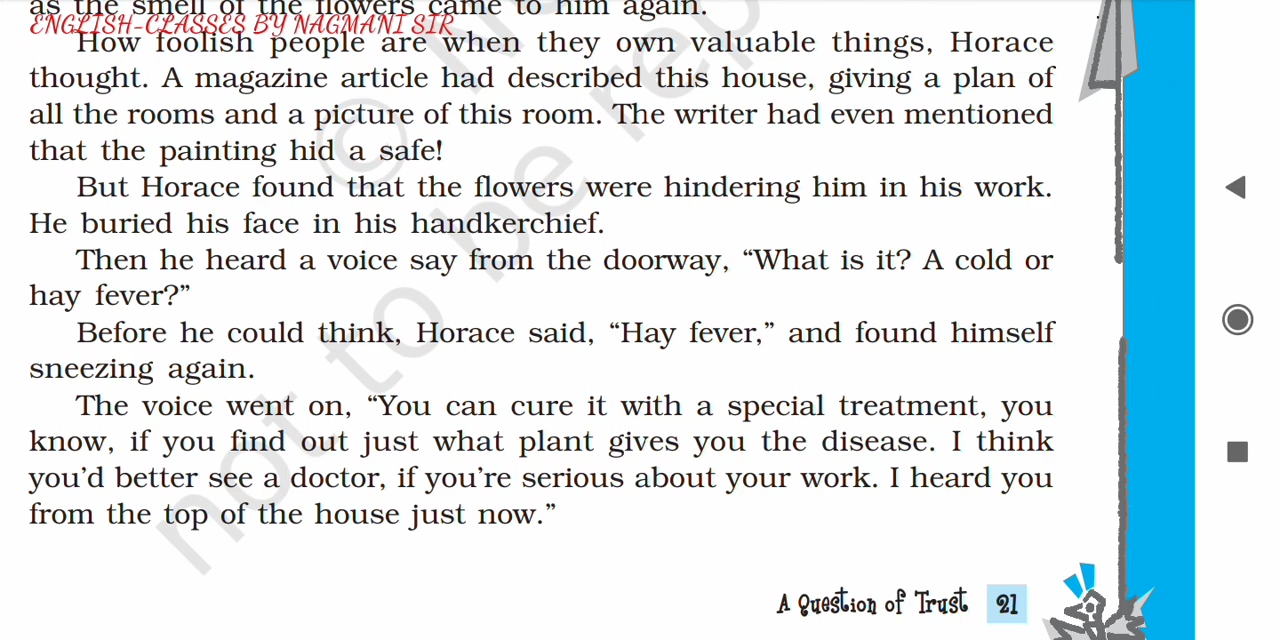 as the smell of the flowers came to him again.
ENGLISH-CLASSES BY NAGMANI SIR
How foolish people are when they own valuable things, Horace
thought. A magazine article had described this house, giving a plan of
all the rooms and a picture of this room. The writer had even mentioned
that the painting hid a safe!
But Horace found that the flowers were hindering him in his work.
He buried his face in his handkerchief.
Then he heard a voice say from the doorway, “What is it? A cold or
hay fever?”
Before he could think, Horace said, “Hay fever,” and found himself
sneezing again.
The voice went on, “You can cure it with a special treatment, you
know, if you find out just what plant gives you the disease. I think
you’d better see a doctor, if you’re serious about your work. I heard you
from the top of the house just now.”
not to be rep
A Question of Trust 21